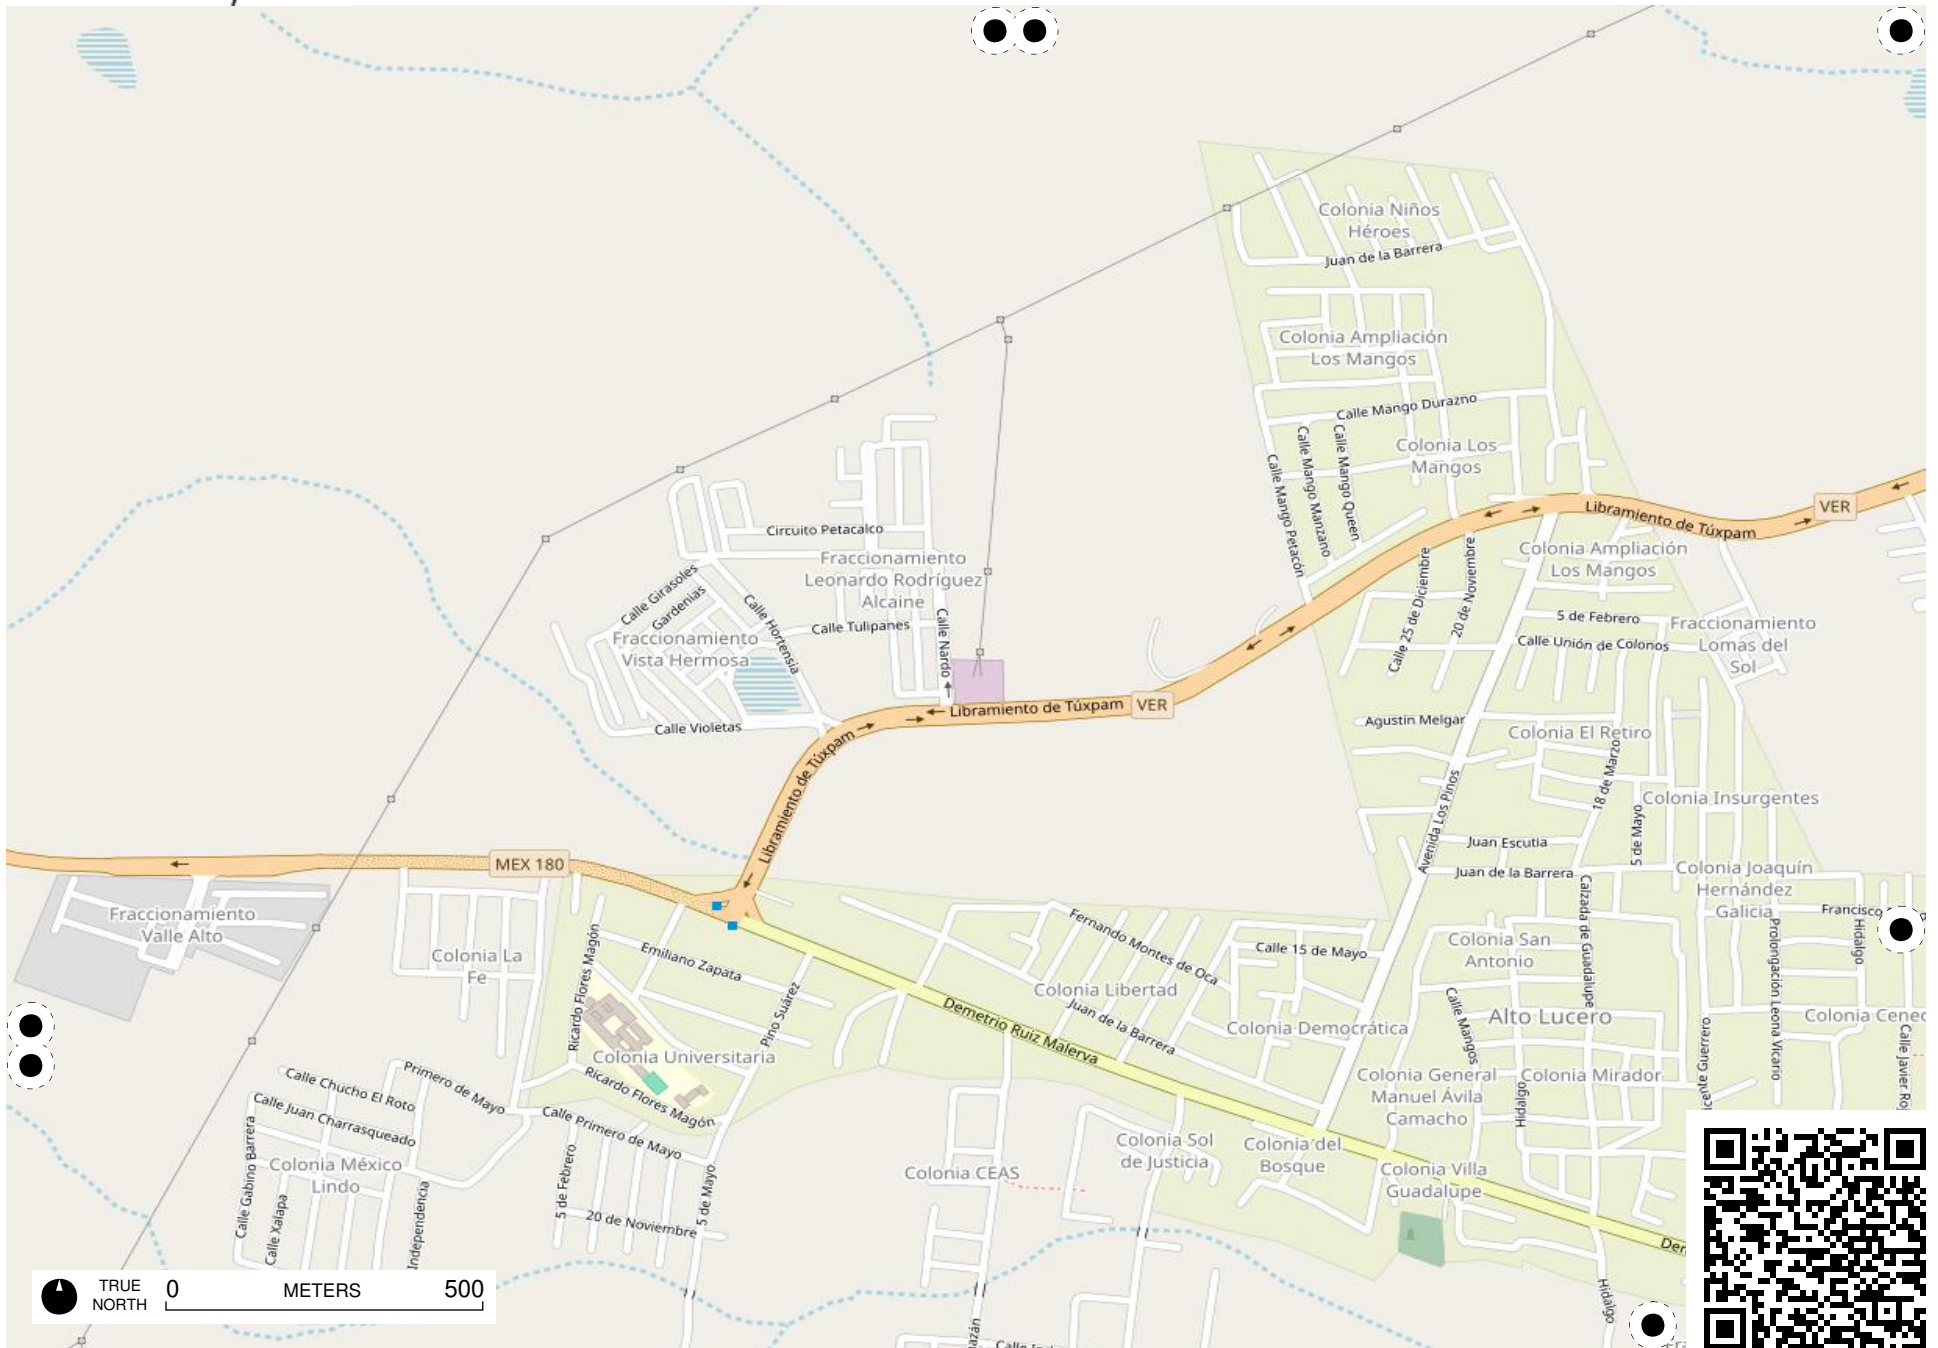 Colonia Niños
Héroes
Juan de la Barrera
Colonia Ampliación
Los Mangos
Calle Mango Durazno
Colonia Los
Mangos
Calle Mango Petacón
Calle Mango Manzano
Calle Mango Queen
VER
Libramiento de Túxpam
Circuito Petacalco
Fraccionamiento
Leonardo Rodríguez
Alcaine
Calle Girasoles
Gardenias
Calle Hortensia
Calle Tulipanes
Calle Nardo
Fraccionamiento
Vista Hermosa
Calle Violetas
Libramiento de Túxpam
VER
Libramiento de Túxpam
Libramiento de Túxpam
Calle 25 de Diciembre
20 de Noviembre
Colonia Ampliación
Los Mangos
5 de Febrero
Calle Unión de Colonos
Fraccionamiento
Lomas del
Sol
Agustin Melgar
Colonia El Retiro
18 de Marzo
Avenida Los Pinos
Colonia Insurgentes
5 de Mayo
Juan Escutia
Juan de la Barrera
Colonia Joaquín
Hernández
Galicia
MEX 180
Fraccionamiento
Valle Alto
Colonia La
Fe
Ricardo Flores Magón
Emiliano Zapata
Pino Suárez
Colonia Universitaria
Ricardo Flores Magón
Fernando Montes de Oca
Calle 15 de Mayo
Colonia Libertad
Juan de la Barrera
Demetrio Ruiz Malerva
Colonia Democrática
Colonia San
Antonio
Calzada de Guadalupe
Francisco
Hidalgo
Prolongación Leona Vicario
Calle Mangos
Alto Lucero
Colonia Cenec
Calle Javier Ro
icante Guerrero
Colonia General
Manuel Ávila
Camacho
Colonia Mirador
Hidalgo
Calle Chucho El Roto
Primero de Mayo
Calle Juan Charrasqueado
Calle Gabino Barrera
Colonia México
Lindo
Calle Xalapa
Independencia
Calle Primero de Mayo
5 de Febrero
20 de Noviembre
5 de Mayo
Colonia CEAS
Colonia Sol
de Justicia
Colonia del
Bosque
Colonia Villa
Guadalupe
Hidalgo
Der
TRUE
NORTH
0 METERS 500